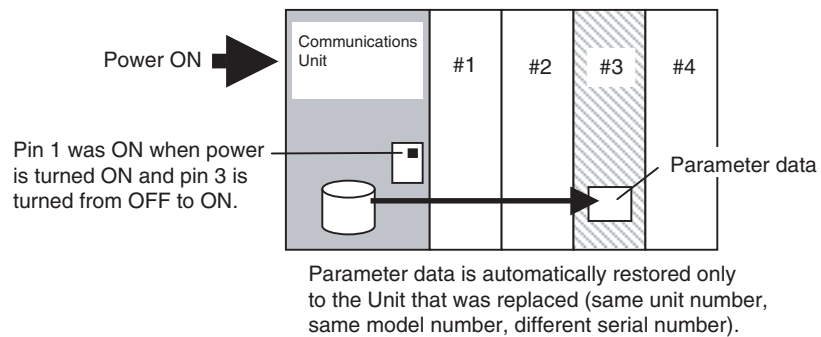 Power ON
Communications
Unit
#1
#2
#3
#4
Pin 1 was ON when power
is turned ON and pin 3 is
turned from OFF to ON.
Parameter data
Parameter data is automatically restored only
to the Unit that was replaced (same unit number,
same model number, different serial number).